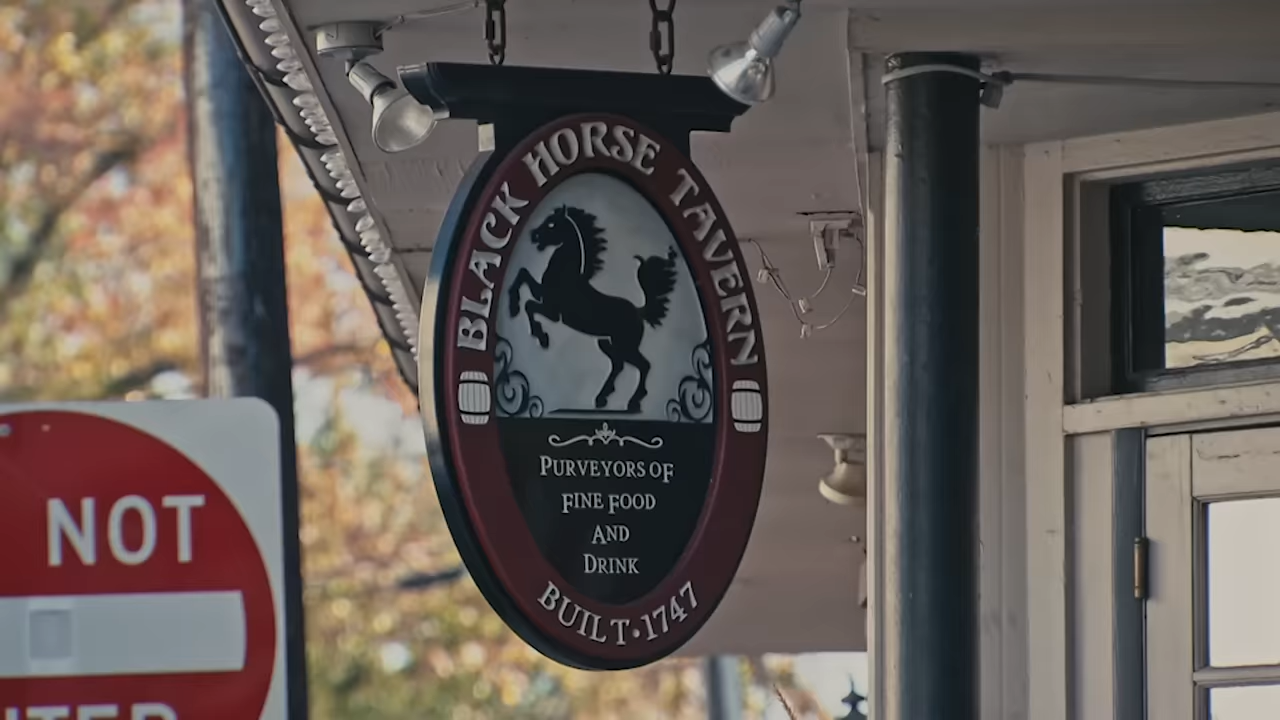 BLACK HORSE TAVERN
PURVEYORS OF
FINE FOOD
AND
DRINK
BUILT·1747
NOT